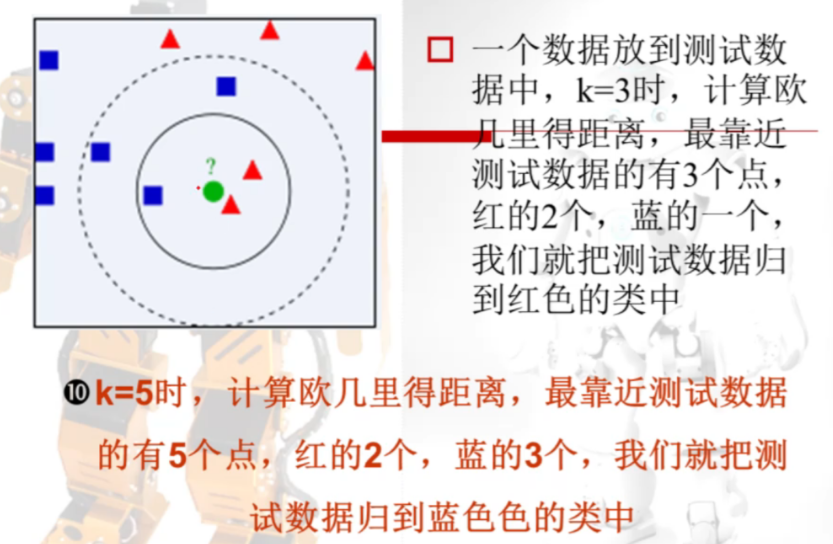 ?
一个数据放到测试数
据中，k=3时，计算欧
几里得距离，最靠近
测试数据的有3个点，
红的2个，蓝的一个，
我们就把测试数据归
到红色的类中
❿k=5时，计算欧几里得距离，最靠近测试数据
的有5个点，红的2个，蓝的3个，我们就把测
试数据归到蓝色色的类中